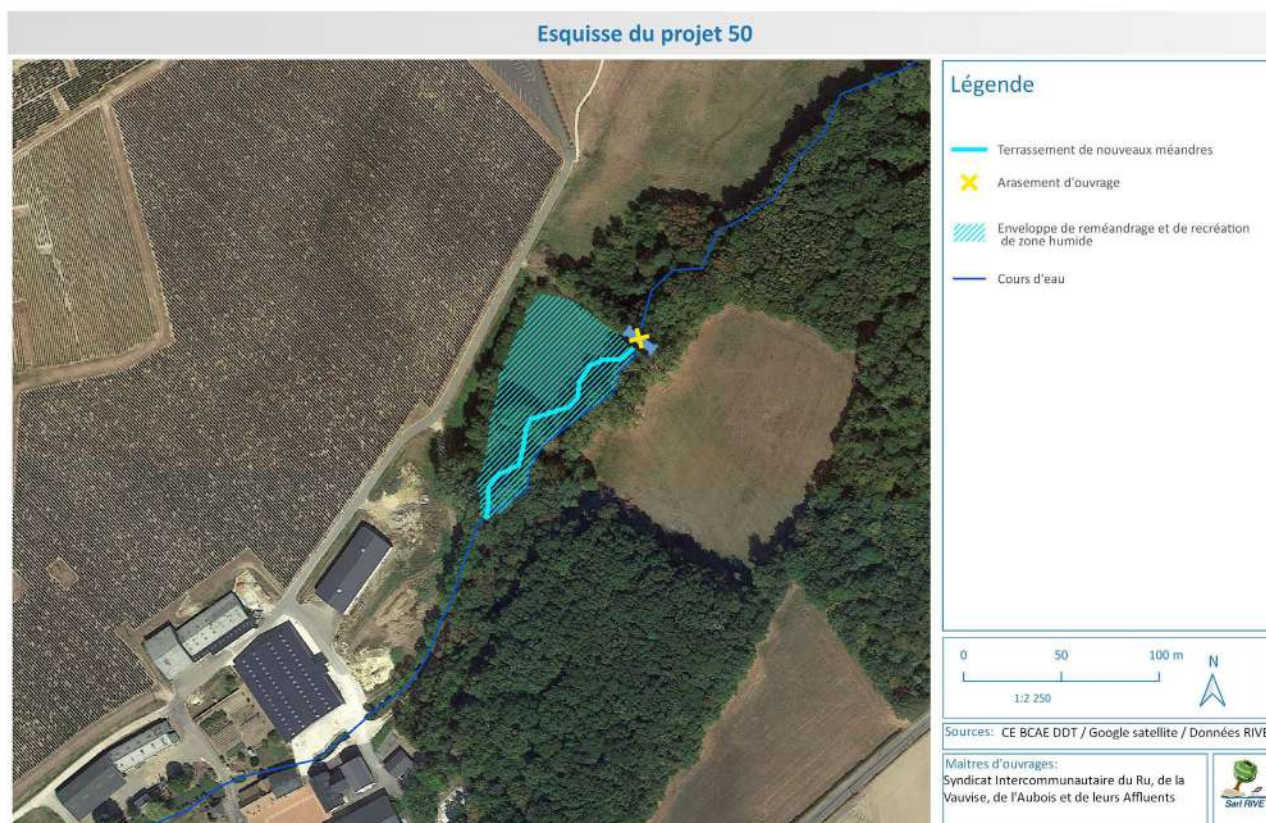 Esquisse du projet 50
Légende
Terrassement de nouveaux méandres
Arasement d'ouvrage
Enveloppe de reméandrage et de recréation
de zone humide
Cours d'eau
0 50 100 m
N
1:2 250
Sources: CE BCAE DDT / Google satellite / Données RIVE
Maitres d'ouvrages:
Syndicat Intercommunautaire du Ru, de la
Vauvise, de l'Aubois et de leurs Affluents
Sarl RIVE